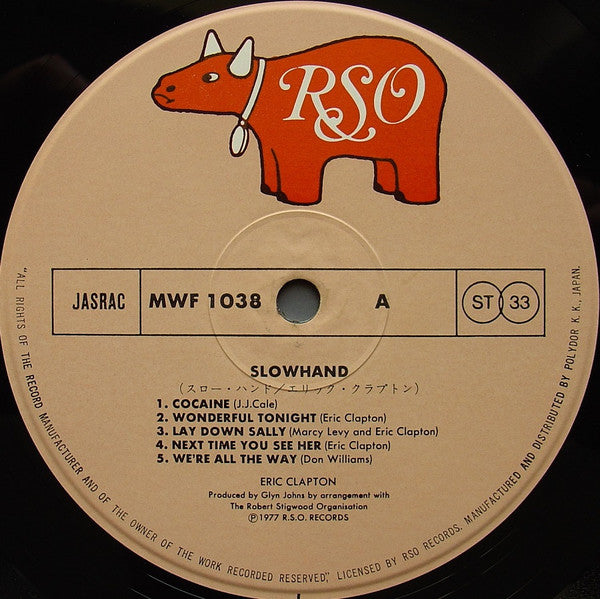 RSO
JASRAC
MWF 1038
A
ST 33
SLOWHAND
(スロー・ハンド/エリック・クラプトン)
1. COCAINE (J.J.Cale)
2. WONDERFUL TONIGHT (Eric Clapton)
3. LAY DOWN SALLY (Marcy Levy and Eric Clapton)
4. NEXT TIME YOU SEE HER (Eric Clapton)
5. WE'RE ALL THE WAY (Don Williams)
ERIC CLAPTON
Produced by Glyn Johns by arrangement with
The Robert Stigwood Organisation
Ⓟ1977 R.S.O. RECORDS
"ALL RIGHTS OF THE RECORD MANUFACTURER AND OF THE OWNER OF THE WORK RECORDED RESERVED," LICENSED BY RSO RECORDS, MANUFACTURED AND DISTRIBUTED BY POLYDOR K. K., JAPAN.